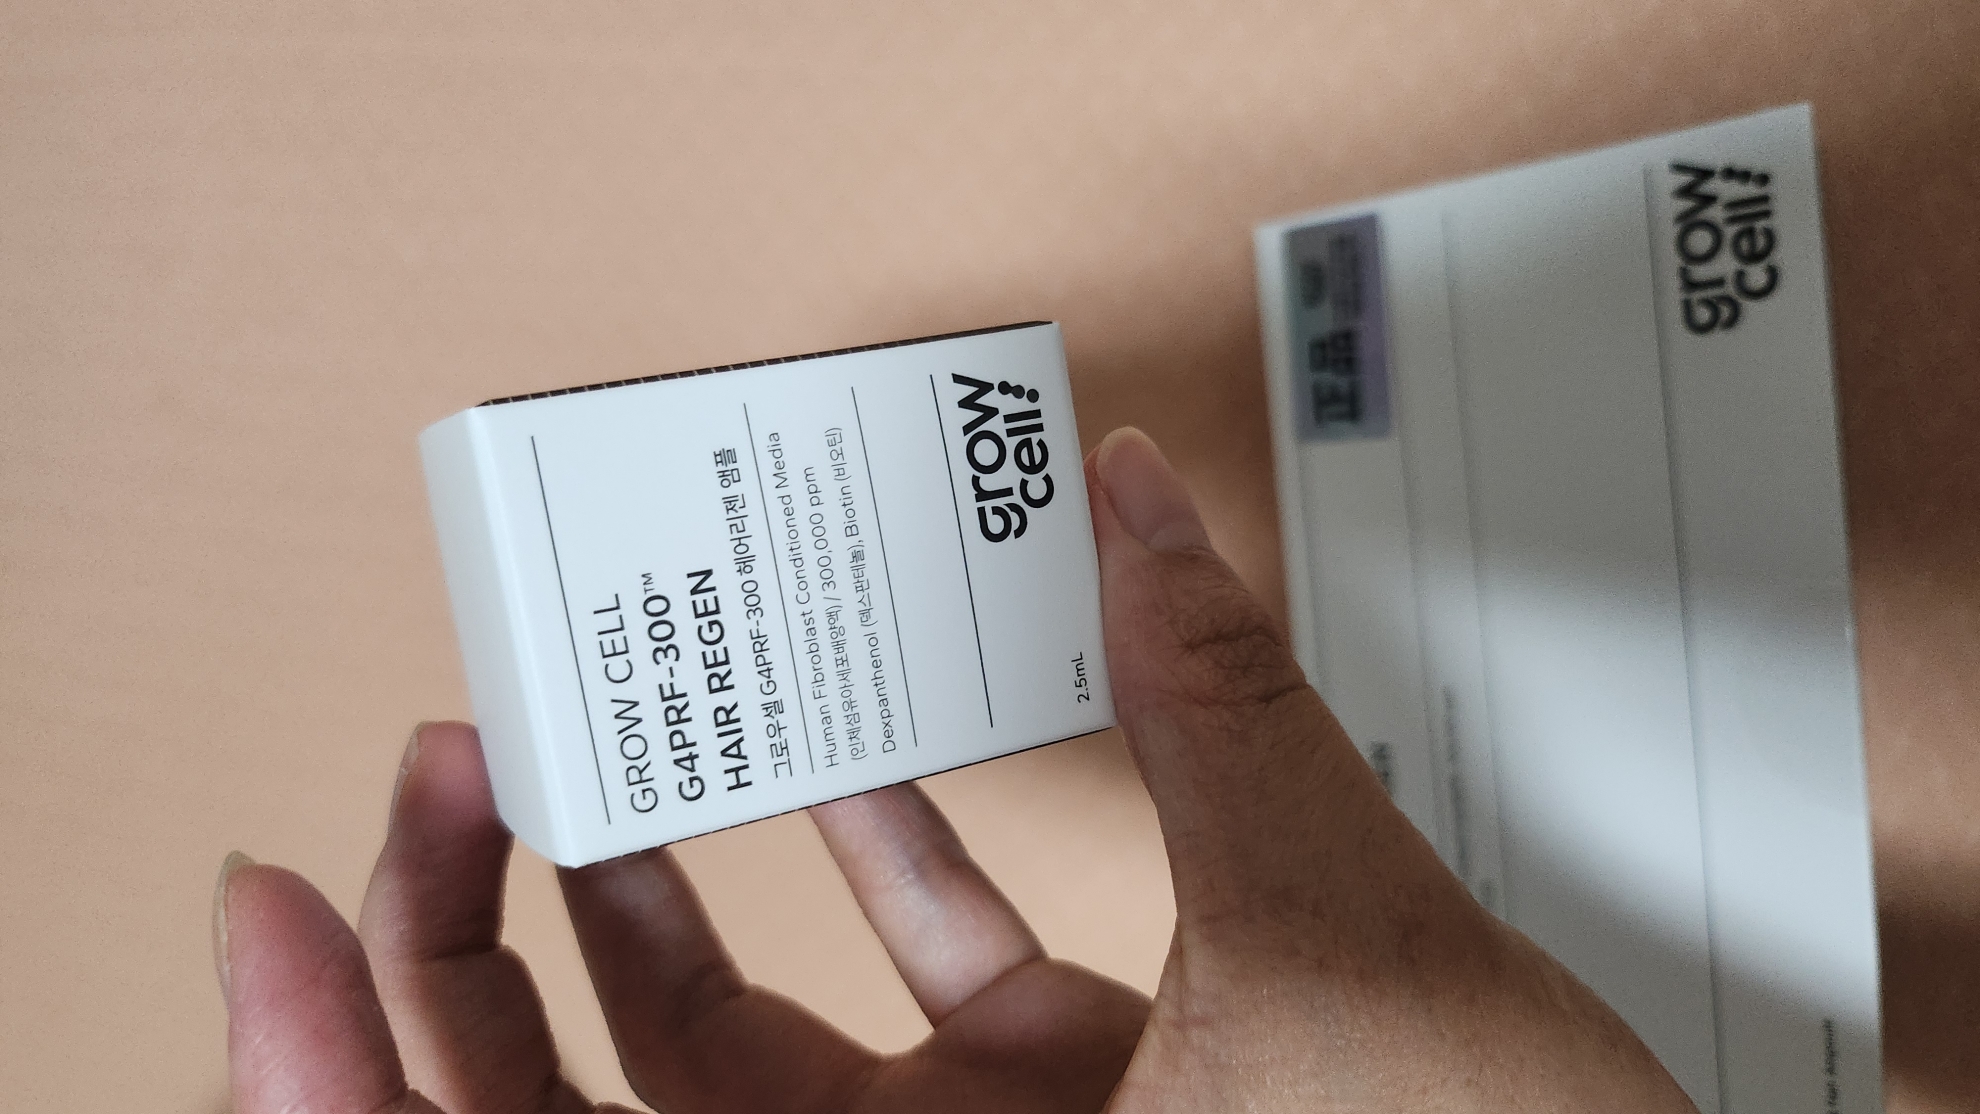 GROW CELL
G4PRF-300™
HAIR REGEN
그로우셀 G4PRF-300 헤어리젠 앰플
Human Fibroblast Conditioned Media
(인체섬유아세포배양액) / 300,000 ppm
Dexpanthenol (덱스판테놀), Biotin (비오틴)
grow
cell
2.5mL
정품
grow
cell